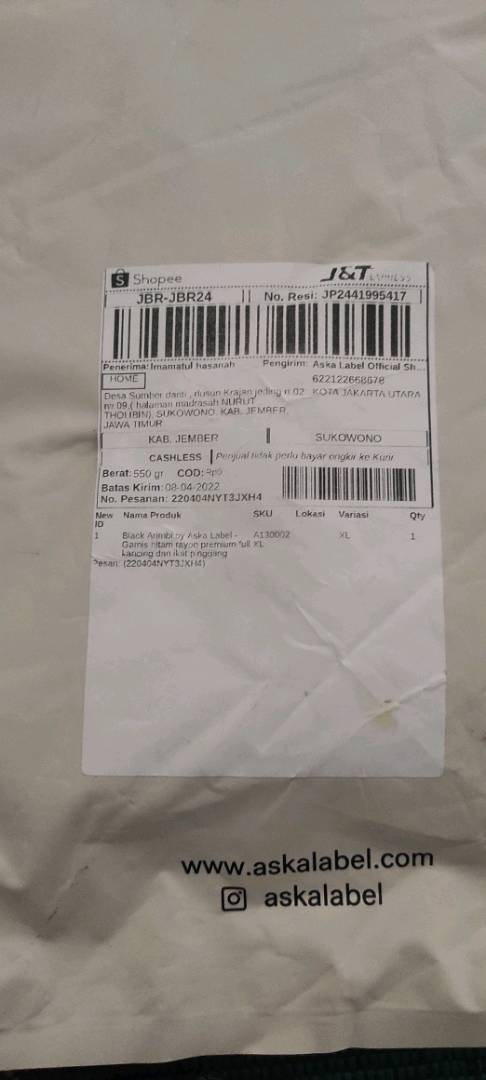 Shopee
J&T EXPRESS
JBR-JBR24
No. Resi: JP2441995417
Penerima: Imamatul hasanah
Pengirim: Aska Label Official Sh...
HOME
622122668678
KOTA JAKARTA UTARA
Desa Sumber danti , dusun Krajan jeding rt 02
rw 09,( halaman madrasah NURUT
THOLIBIN), SUKOWONO, KAB. JEMBER,
JAWA TIMUR
KAB. JEMBER
SUKOWONO
CASHLESS
Penjual tidak perlu bayar ongkir ke Kurir
Berat: 550 gr COD: Rp0
Batas Kirim: 08-04-2022
No. Pesanan: 220404NYT3JXH4
New Nama Produk SKU Lokasi Variasi Qty
ID
1 Black Arimbi by Aska Label - A130002 XL 1
Gamis hitam rayon premium full XL
kancing dan ikat pinggang
Pesan: (220404NYT3JXH4)
www.askalabel.com
askalabel